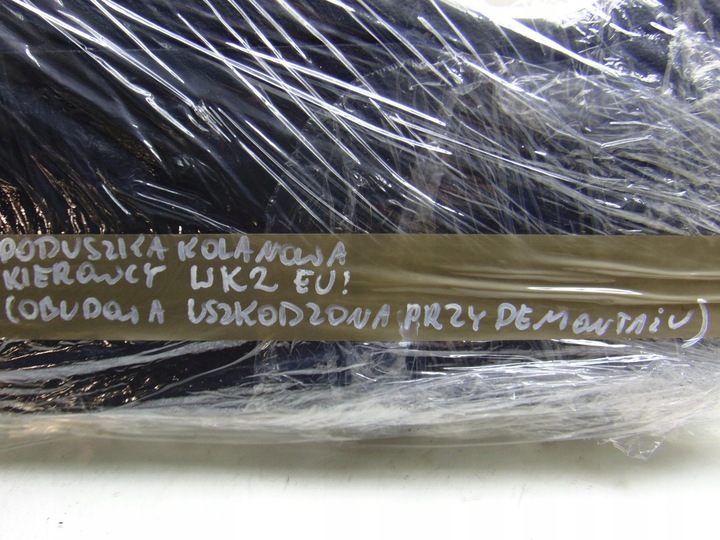 PODUSZKA KOLANOWA
KIEROWCY WK2 EU!
(OBUDOWA USZKODZONA PRZY DEMONTAŻU)